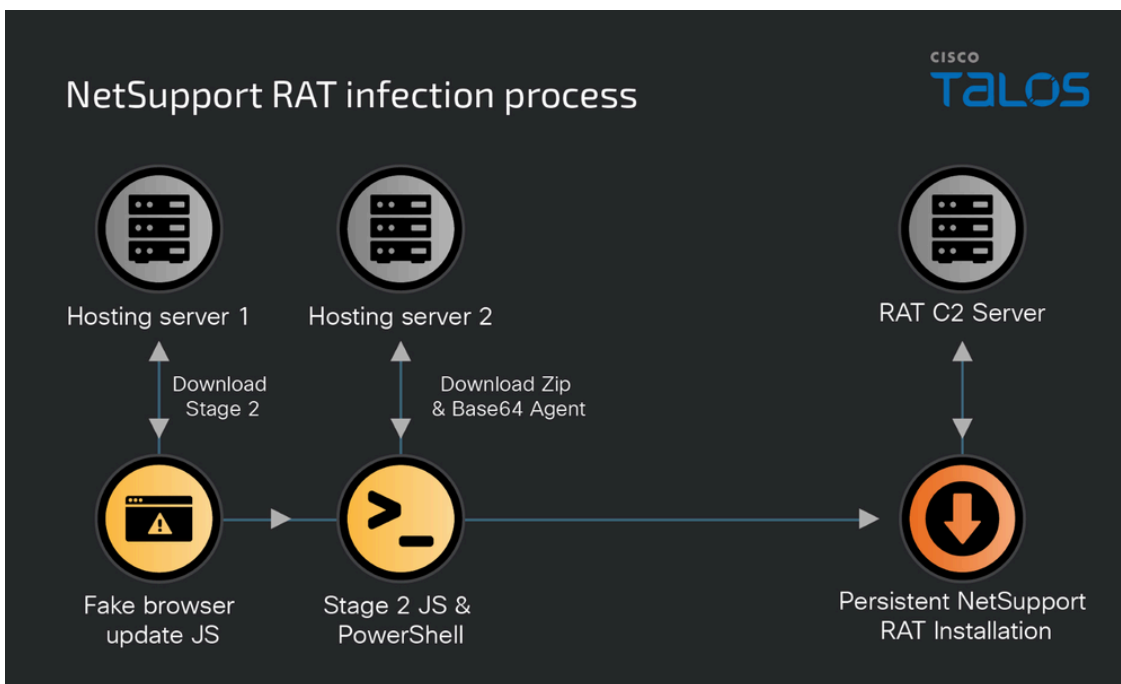 NetSupport RAT infection process
CISCO
TALOS
Hosting server 1
Hosting server 2
RAT C2 Server
Download
Stage 2
Download Zip
& Base64 Agent
>_
Fake browser
update JS
Stage 2 JS &
PowerShell
Persistent NetSupport
RAT Installation